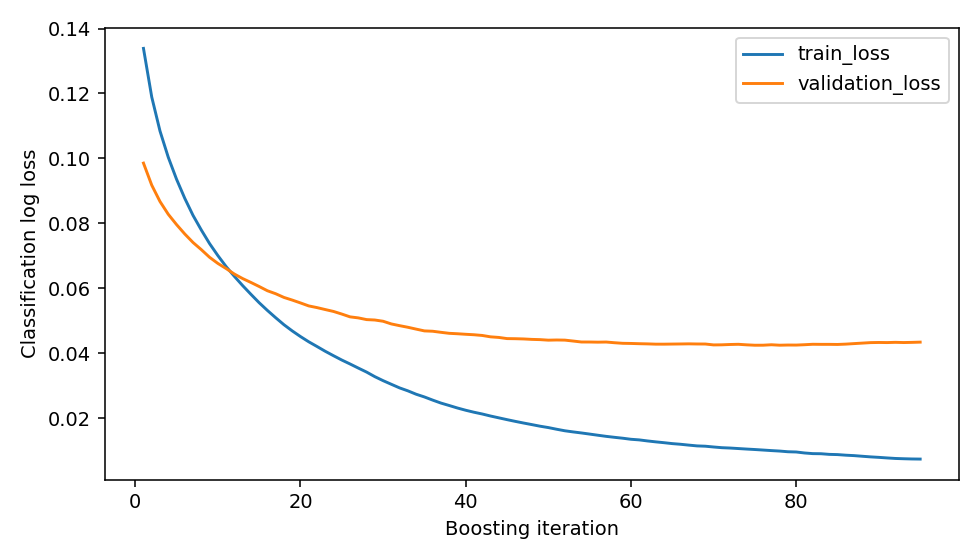 0.14
0.12
0.10
0.08
0.06
0.04
0.02
Classification log loss
train_loss
validation_loss
0 20 40 60 80
Boosting iteration